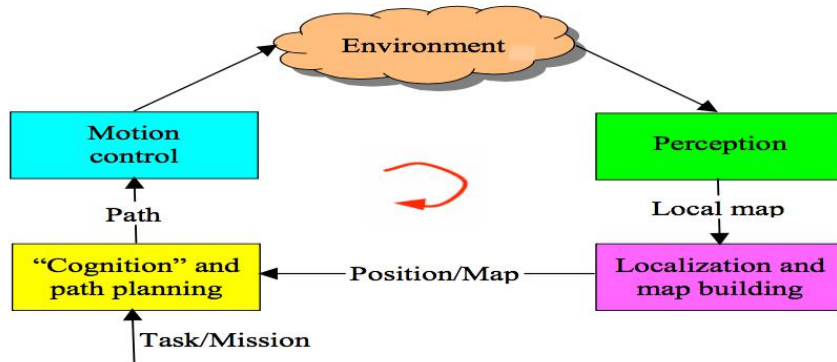 Environment
Motion
control
Perception
Path
Local map
“Cognition” and
path planning
Position/Map
Localization and
map building
Task/Mission